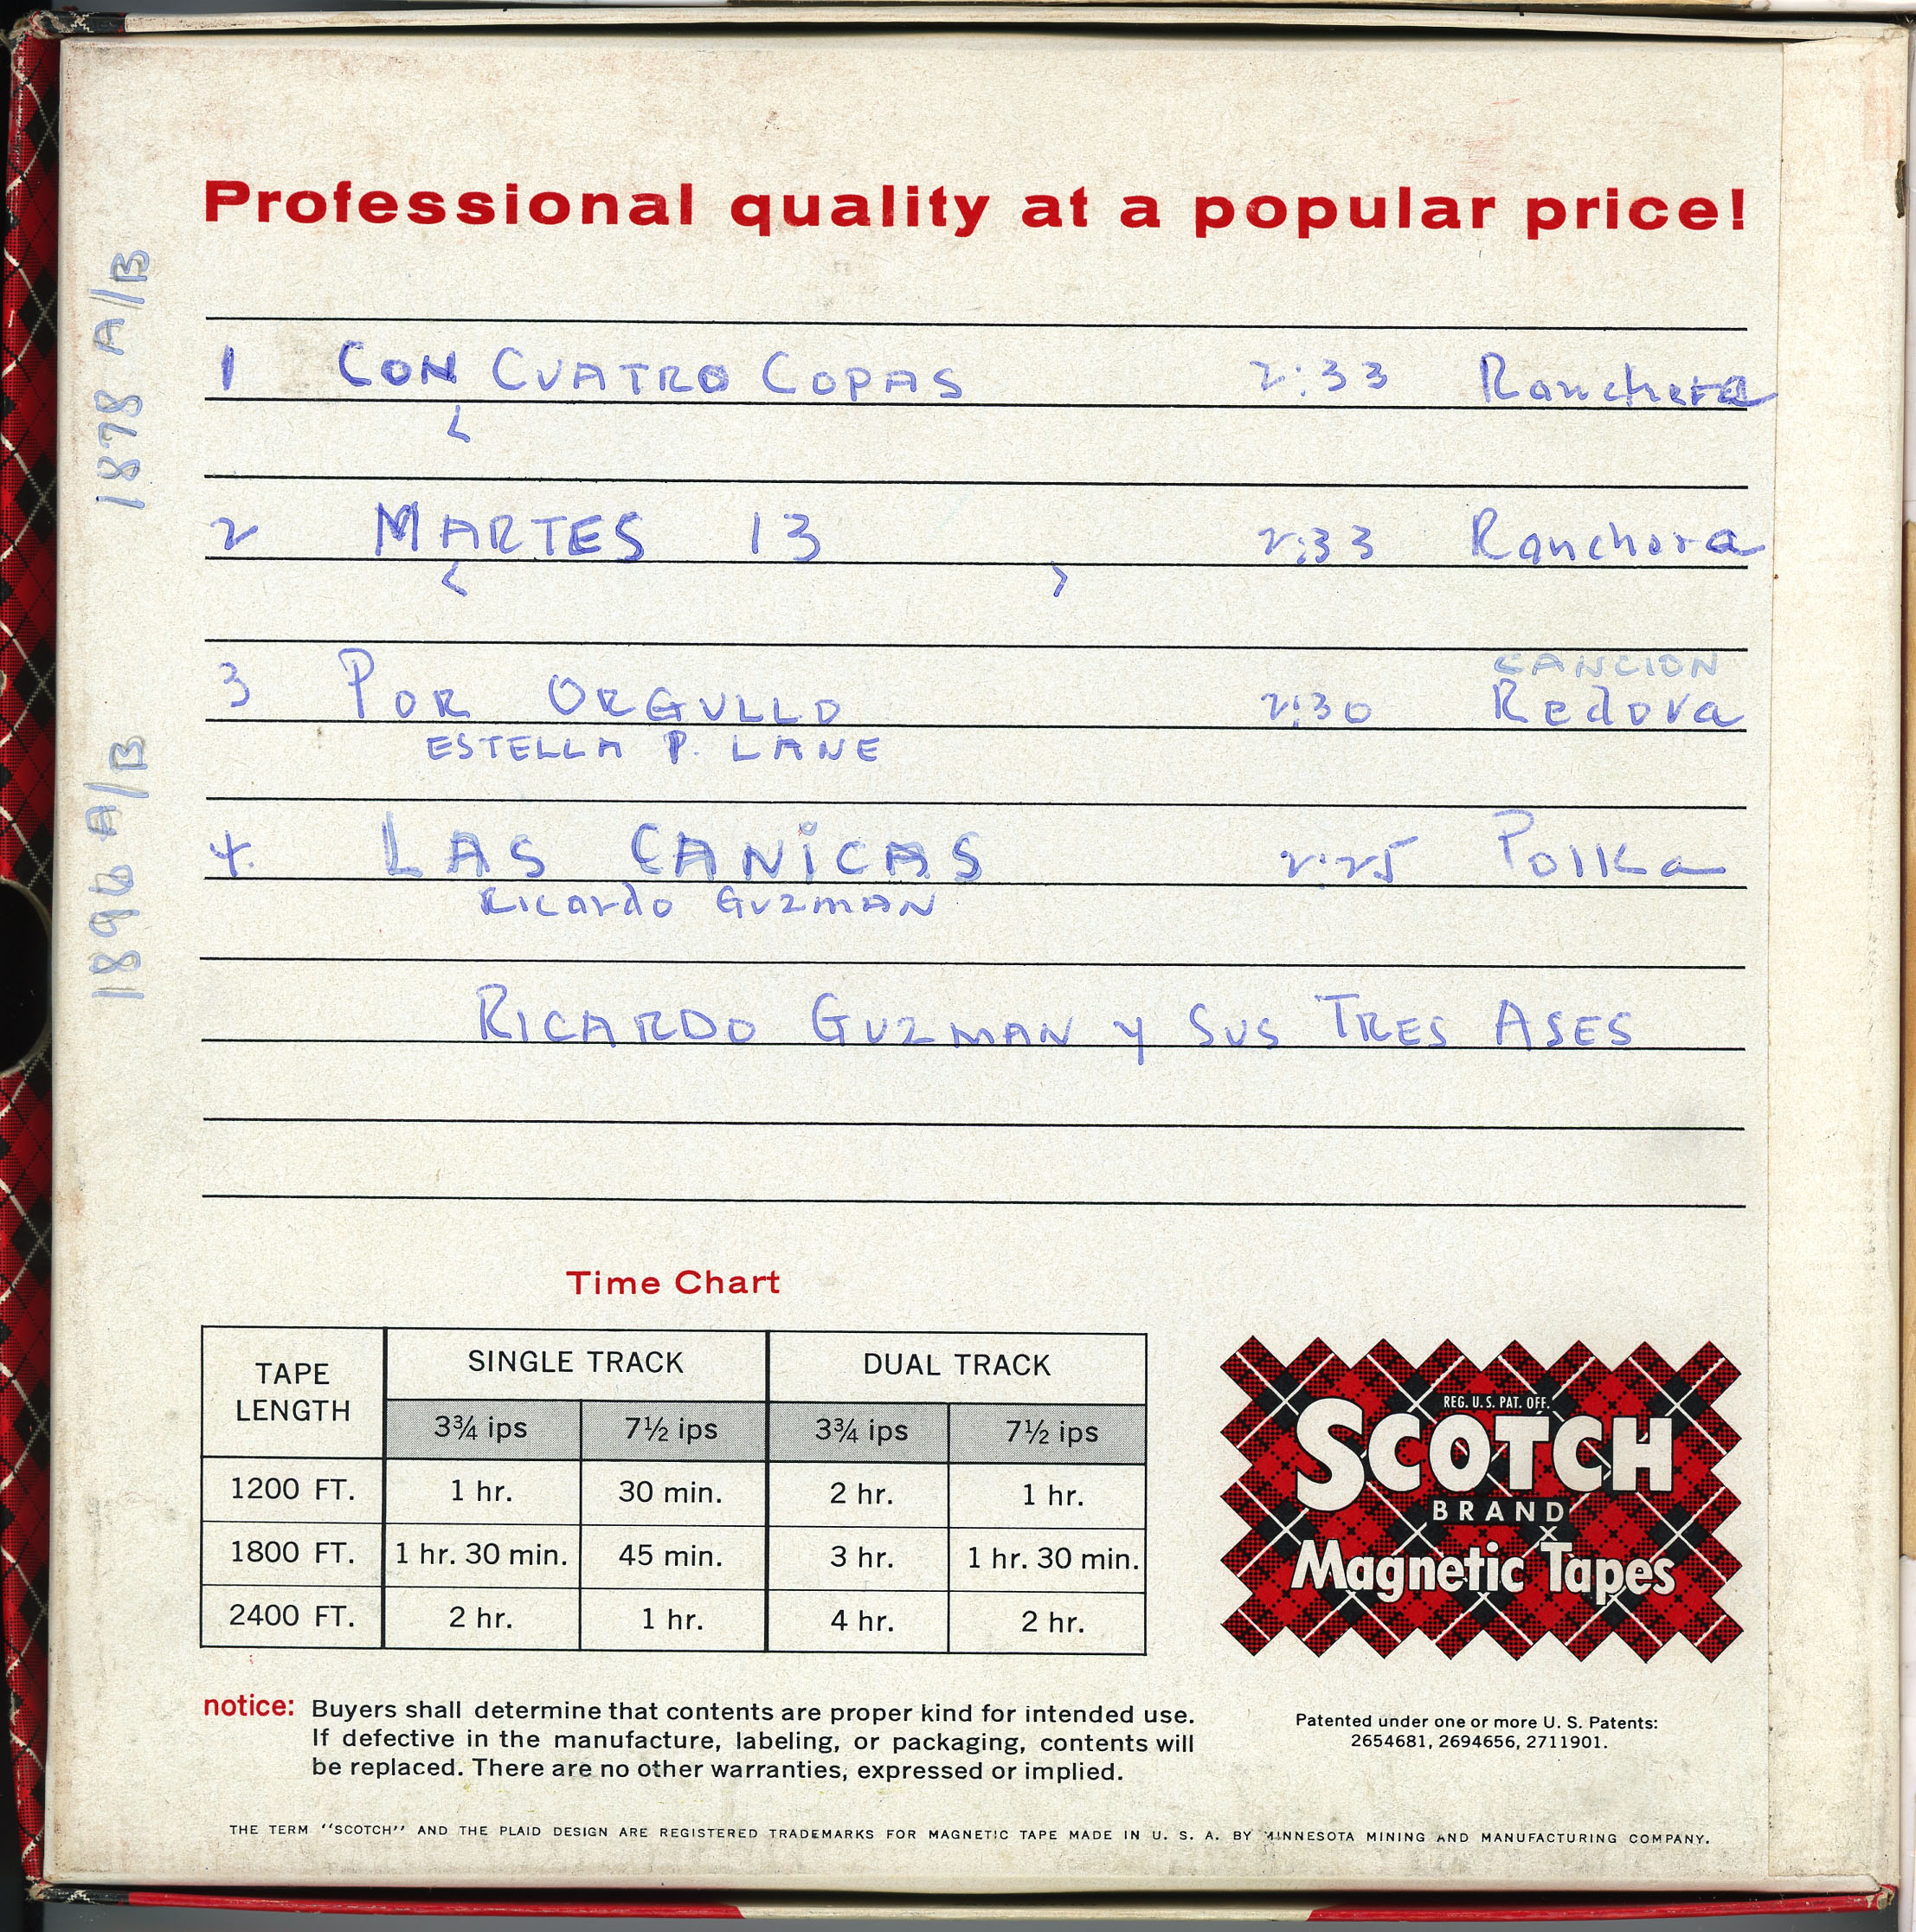 Professional quality at a popular price!
1878 A/B
1 CON CUATRO COPAS 2:33 Ranchera
<
2 MARTES 13 2:33 Ranchera
< >
CANCION
3 POR ORGULLO 2:30 Redova
ESTELLA P. LANE
1896 A/B
4. LAS CANICAS 2:25 Polka
Ricardo Guzman
RICARDO GUZMAN Y SUS TRES ASES
Time Chart
TAPE LENGTH SINGLE TRACK DUAL TRACK
3¾ ips 7½ ips 3¾ ips 7½ ips
1200 FT. 1 hr. 30 min. 2 hr. 1 hr.
1800 FT. 1 hr. 30 min. 45 min. 3 hr. 1 hr. 30 min.
2400 FT. 2 hr. 1 hr. 4 hr. 2 hr.
REG. U. S. PAT. OFF.
SCOTCH
BRAND
Magnetic Tapes
notice: Buyers shall determine that contents are proper kind for intended use.
If defective in the manufacture, labeling, or packaging, contents will
be replaced. There are no other warranties, expressed or implied.
Patented under one or more U. S. Patents:
2654681, 2694656, 2711901.
THE TERM "SCOTCH" AND THE PLAID DESIGN ARE REGISTERED TRADEMARKS FOR MAGNETIC TAPE MADE IN U. S. A. BY MINNESOTA MINING AND MANUFACTURING COMPANY.